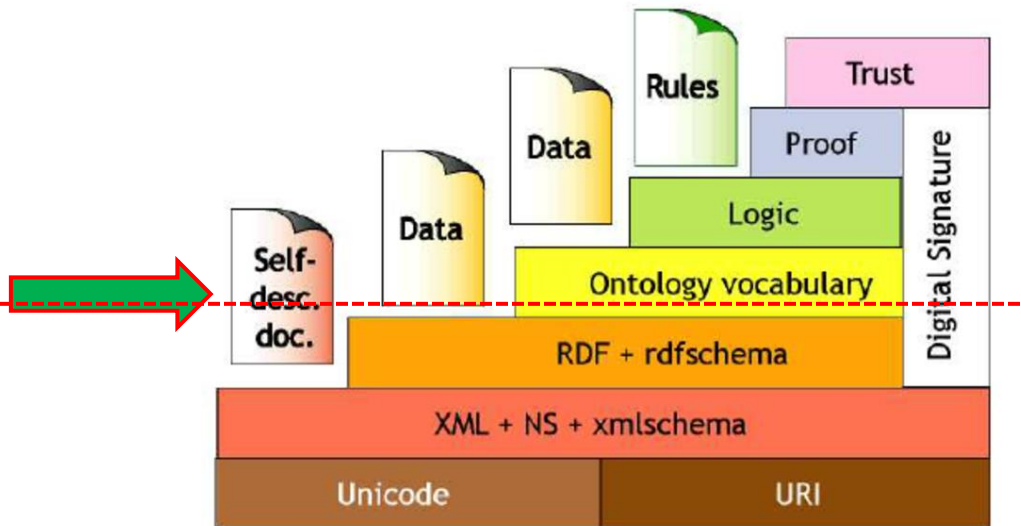 Rules
Trust
Data
Proof
Data
Logic
Digital Signature
Self-
desc.
doc.
Ontology vocabulary
RDF + rdfschema
XML + NS + xmlschema
Unicode
URI